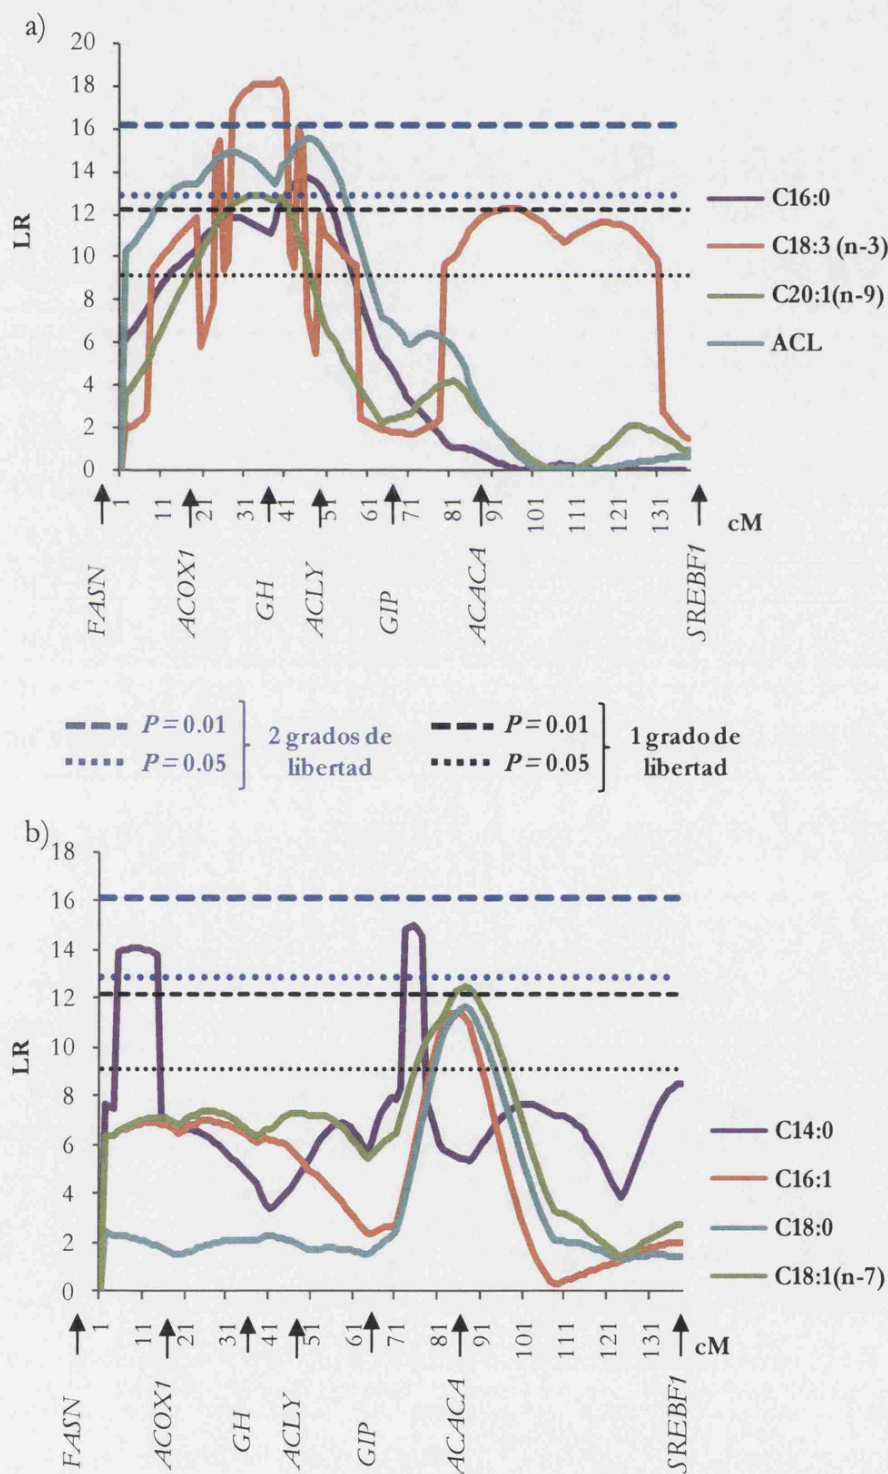 a)
20
18
16
14
12
10
8
6
4
2
0
LR
1 11 21 31 41 51 61 71 81 91 101 111 121 131
cM
FASN ACOX1 GH ACLY GIP ACACA SREBF1
C16:0
C18:3 (n-3)
C20:1(n-9)
ACL
P = 0.01
P = 0.05
2 grados de
libertad
P = 0.01
P = 0.05
1 grado de
libertad
b)
18
16
14
12
10
8
6
4
2
0
LR
1 11 21 31 41 51 61 71 81 91 101 111 121 131
cM
FASN ACOX1 GH ACLY GIP ACACA SREBF1
C14:0
C16:1
C18:0
C18:1(n-7)